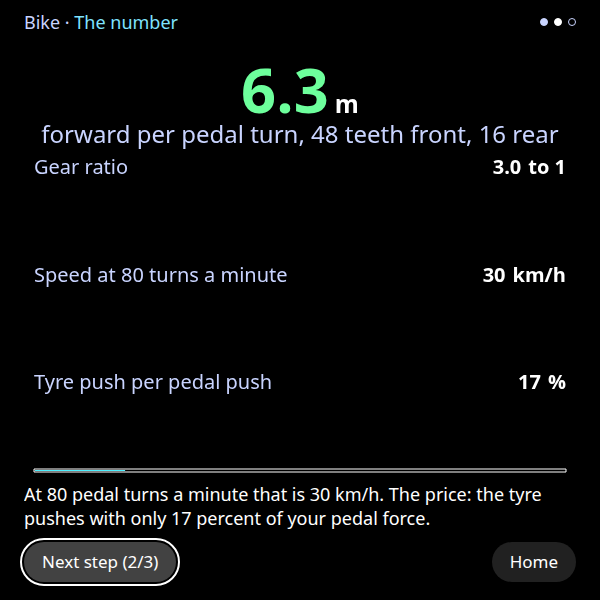 Bike · The number
6.3 m
forward per pedal turn, 48 teeth front, 16 rear
Gear ratio 3.0 to 1
Speed at 80 turns a minute 30 km/h
Tyre push per pedal push 17 %
At 80 pedal turns a minute that is 30 km/h. The price: the tyre
pushes with only 17 percent of your pedal force.
Next step (2/3) Home